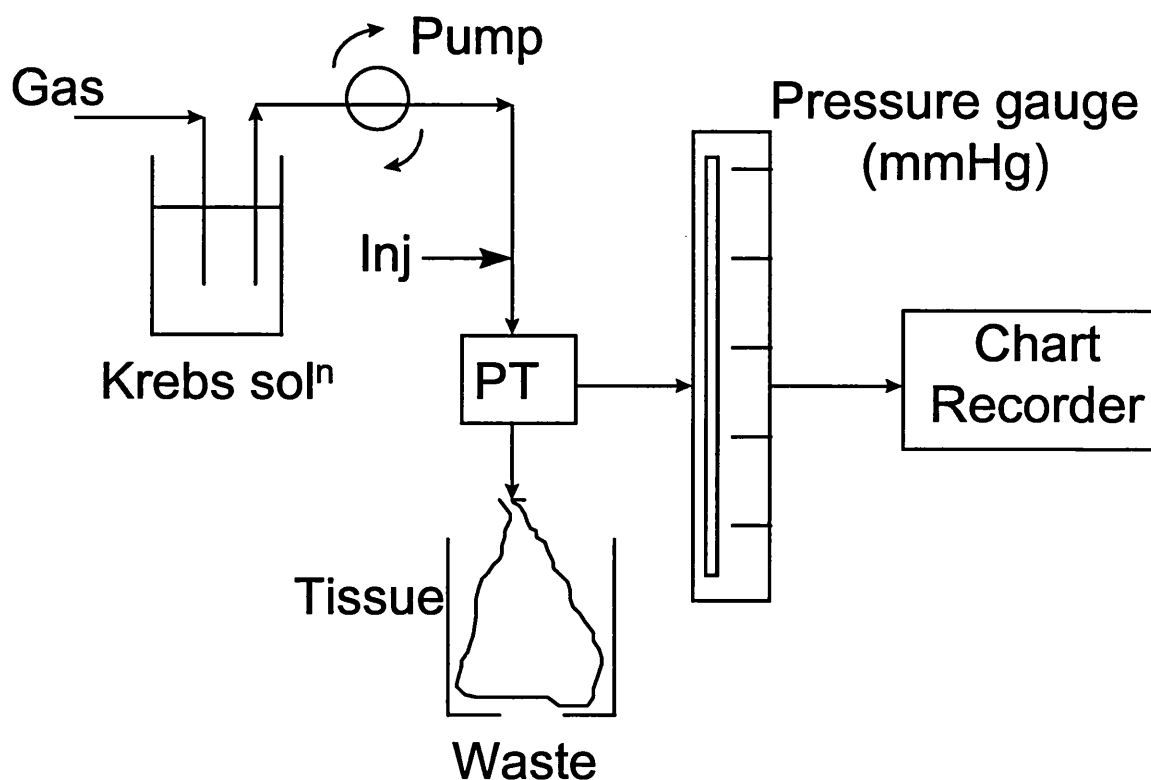 Pump
Gas
Pressure gauge
(mmHg)
Inj
Krebs solⁿ
PT
Chart
Recorder
Tissue
Waste